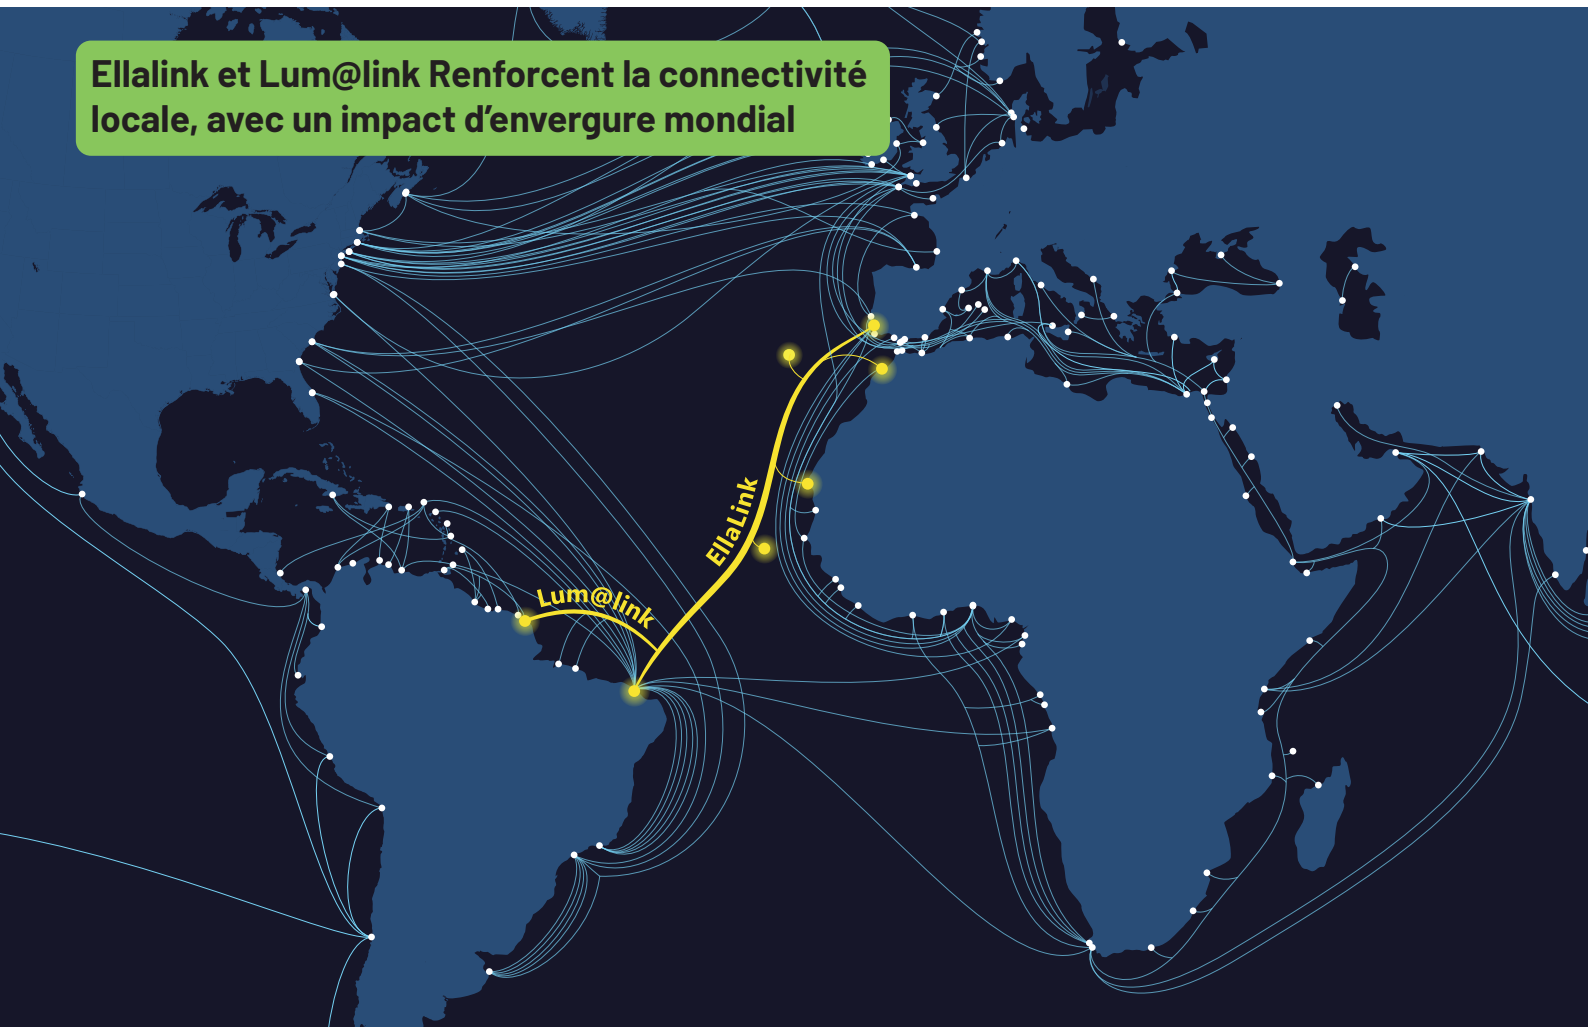 Ellalink et Lum@link Renforcent la connectivité
locale, avec un impact d’envergure mondial
EllaLink
Lum@link